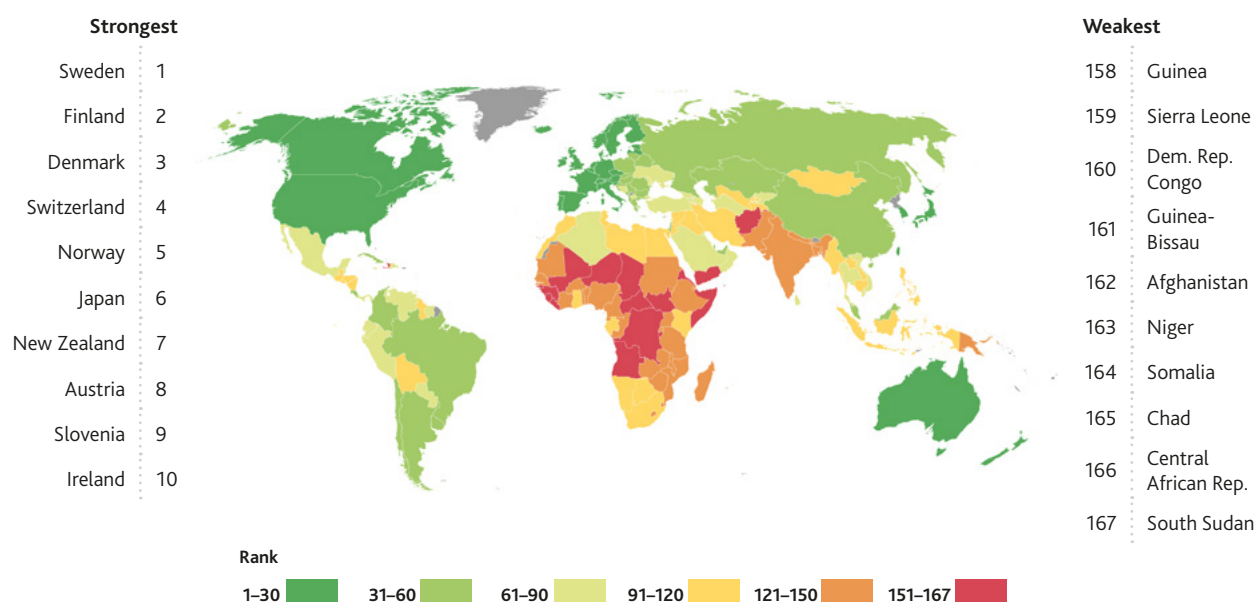 Strongest
Sweden 1
Finland 2
Denmark 3
Switzerland 4
Norway 5
Japan 6
New Zealand 7
Austria 8
Slovenia 9
Ireland 10
Weakest
158 Guinea
159 Sierra Leone
160 Dem. Rep.
Congo
161 Guinea-
Bissau
162 Afghanistan
163 Niger
164 Somalia
165 Chad
166 Central
African Rep.
167 South Sudan
Rank
1–30 31–60 61–90 91–120 121–150 151–167